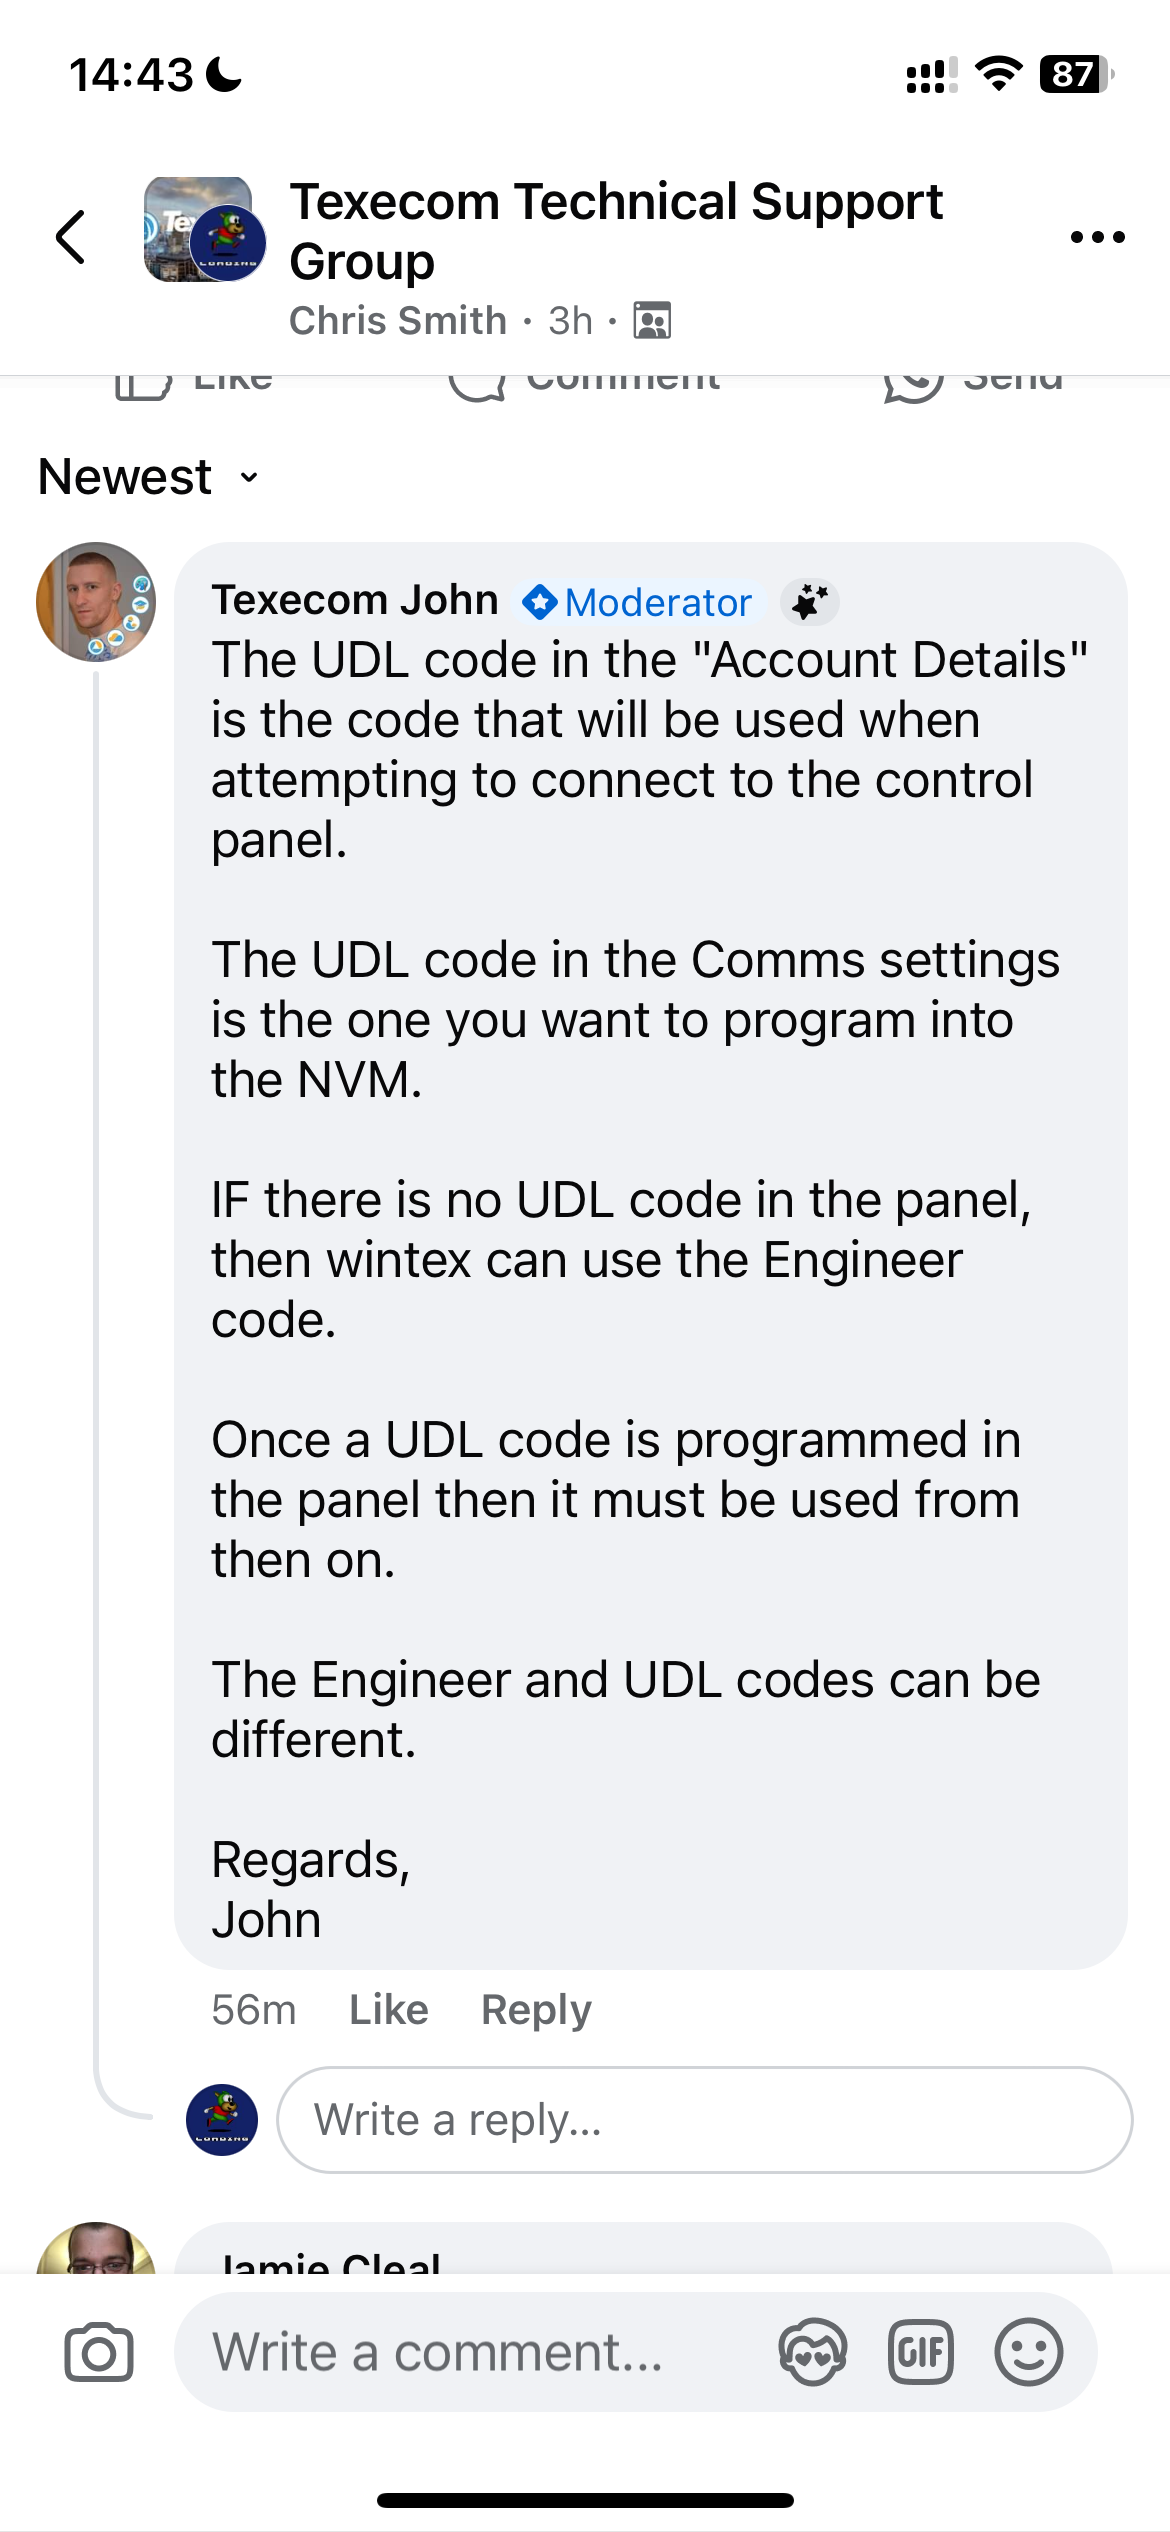 14:43
87
Tex
LOADING
Texecom Technical Support
Group
Chris Smith · 3h ·
Like
Comment
Send
Newest
Texecom John Moderator
The UDL code in the "Account Details"
is the code that will be used when
attempting to connect to the control
panel.
The UDL code in the Comms settings
is the one you want to program into
the NVM.
IF there is no UDL code in the panel,
then wintex can use the Engineer
code.
Once a UDL code is programmed in
the panel then it must be used from
then on.
The Engineer and UDL codes can be
different.
Regards,
John
56m Like Reply
LOADING
Write a reply...
Jamie Cleal
Write a comment...
GIF